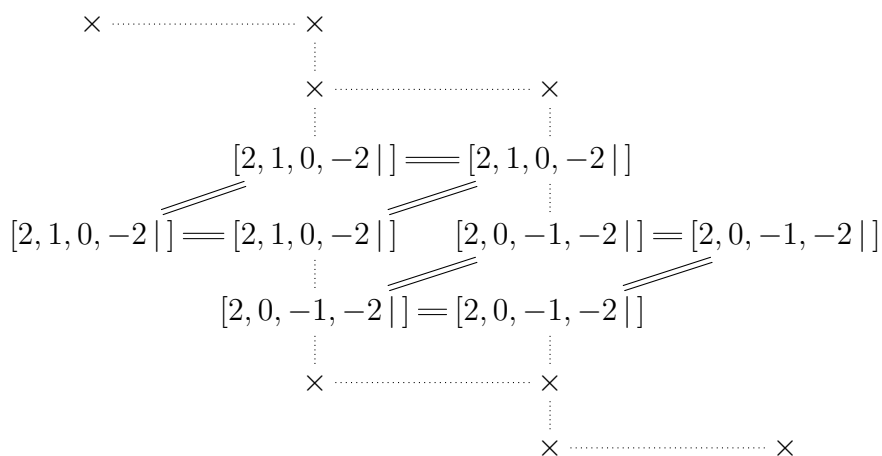 × ×
× ×
[2, 1, 0, −2 | ] [2, 1, 0, −2 | ]
[2, 1, 0, −2 | ] [2, 1, 0, −2 | ] [2, 0, −1, −2 | ] [2, 0, −1, −2 | ]
[2, 0, −1, −2 | ] [2, 0, −1, −2 | ]
× ×
× ×